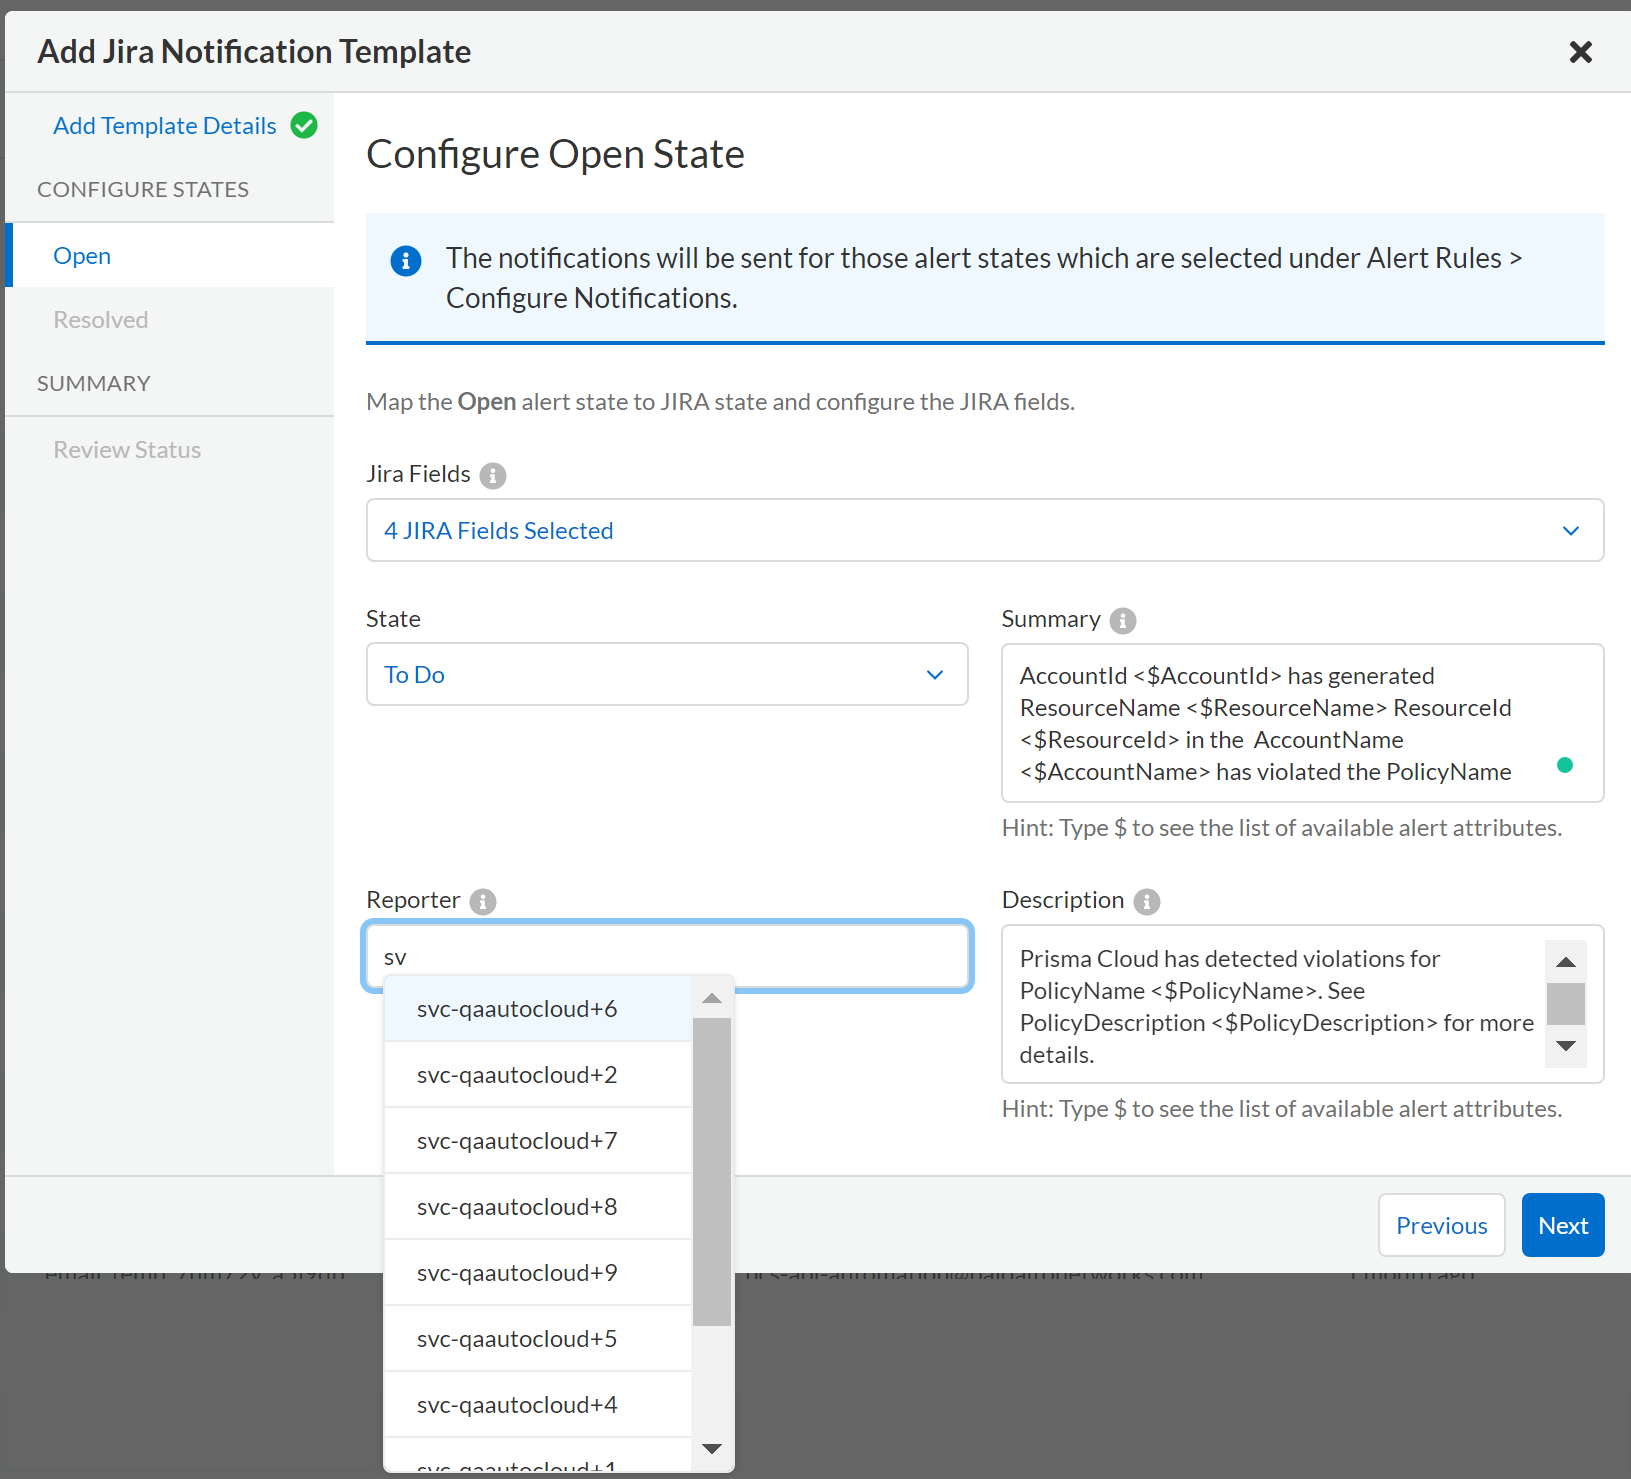 Add Jira Notification Template
Add Template Details
CONFIGURE STATES
Open
Resolved
SUMMARY
Review Status
Configure Open State
The notifications will be sent for those alert states which are selected under Alert Rules >
Configure Notifications.
Map the Open alert state to JIRA state and configure the JIRA fields.
Jira Fields
4 JIRA Fields Selected
State
To Do
Summary
AccountId <$AccountId> has generated
ResourceName <$ResourceName> ResourceId
<$ResourceId> in the  AccountName
<$AccountName> has violated the PolicyName
Hint: Type $ to see the list of available alert attributes.
Reporter
sv
svc-qaautocloud+6
svc-qaautocloud+2
svc-qaautocloud+7
svc-qaautocloud+8
svc-qaautocloud+9
svc-qaautocloud+5
svc-qaautocloud+4
svc-qaautocloud+1
Description
Prisma Cloud has detected violations for
PolicyName <$PolicyName>. See
PolicyDescription <$PolicyDescription> for more
details.
Hint: Type $ to see the list of available alert attributes.
Previous
Next
1 month ago